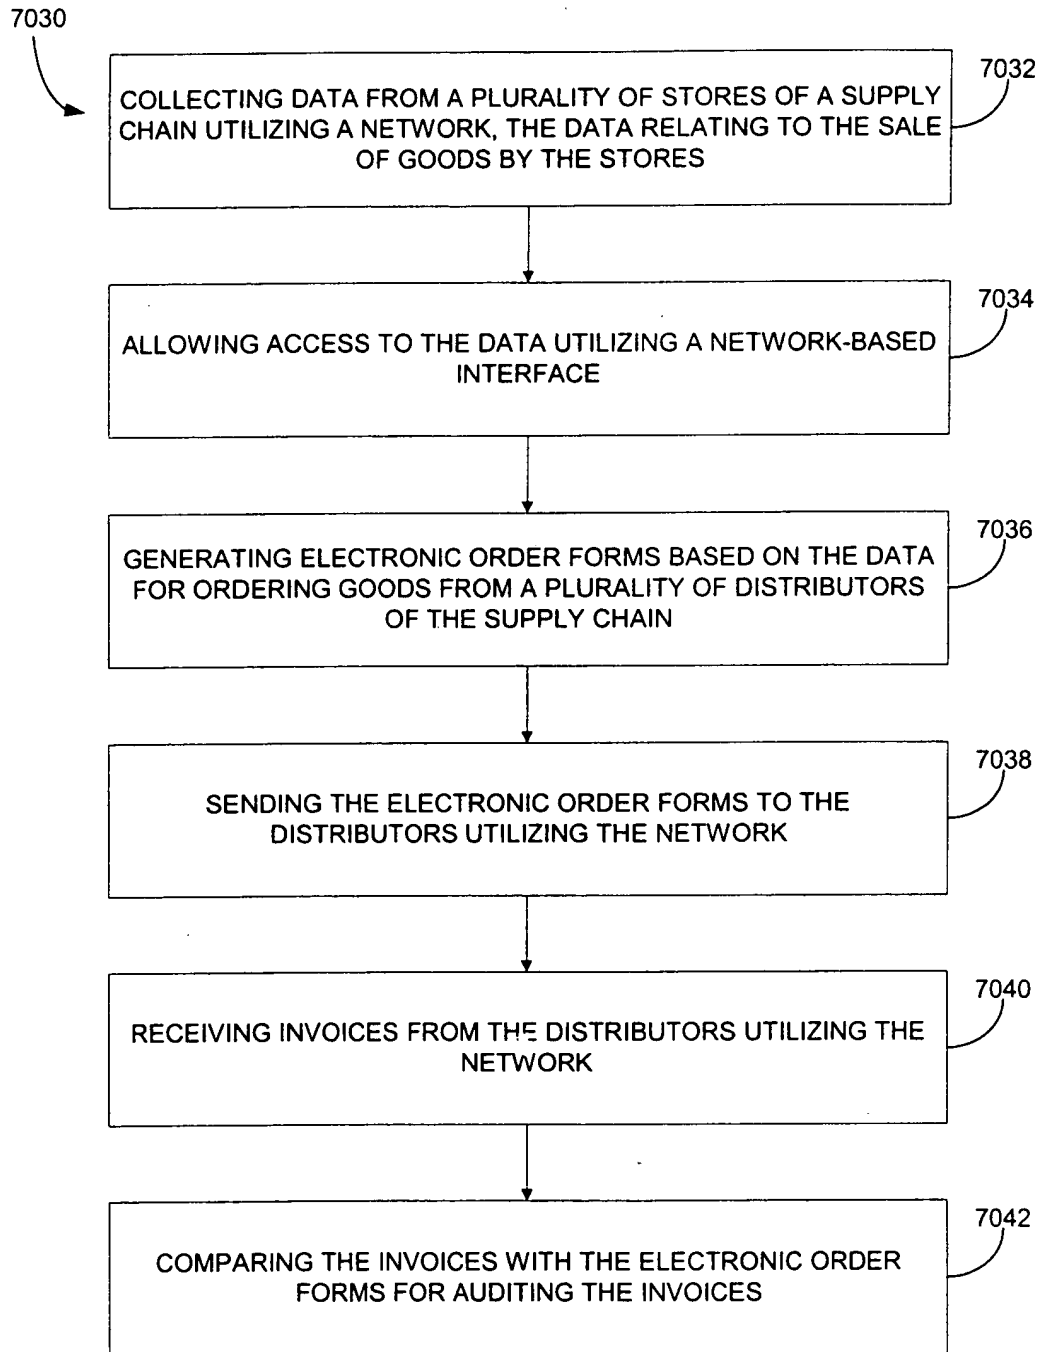 7030
7032
COLLECTING DATA FROM A PLURALITY OF STORES OF A SUPPLY
CHAIN UTILIZING A NETWORK, THE DATA RELATING TO THE SALE
OF GOODS BY THE STORES
7034
ALLOWING ACCESS TO THE DATA UTILIZING A NETWORK-BASED
INTERFACE
7036
GENERATING ELECTRONIC ORDER FORMS BASED ON THE DATA
FOR ORDERING GOODS FROM A PLURALITY OF DISTRIBUTORS
OF THE SUPPLY CHAIN
7038
SENDING THE ELECTRONIC ORDER FORMS TO THE
DISTRIBUTORS UTILIZING THE NETWORK
7040
RECEIVING INVOICES FROM THE DISTRIBUTORS UTILIZING THE
NETWORK
7042
COMPARING THE INVOICES WITH THE ELECTRONIC ORDER
FORMS FOR AUDITING THE INVOICES